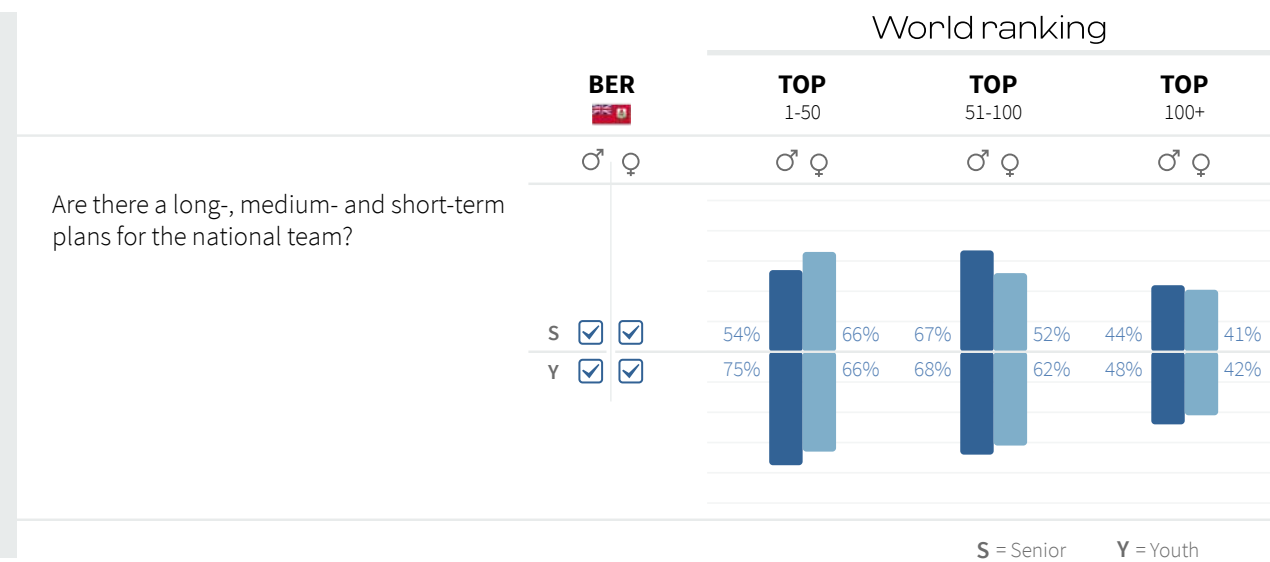 World ranking
BER TOP TOP TOP
1-50 51-100 100+
♂ ♀ ♂ ♀ ♂ ♀ ♂ ♀
Are there a long-, medium- and short-term
plans for the national team?
S 54% 66% 67% 52% 44% 41%
Y 75% 66% 68% 62% 48% 42%
S = Senior Y = Youth